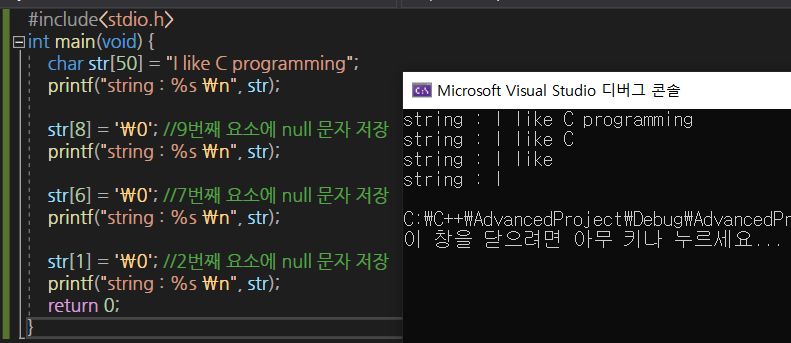 #include<stdio.h>
int main(void) {
char str[50] = "I like C programming";
printf("string : %s ₩n", str);
str[8] = '₩0'; //9번째 요소에 null 문자 저장
printf("string : %s ₩n", str);
str[6] = '₩0'; //7번째 요소에 null 문자 저장
printf("string : %s ₩n", str);
str[1] = '₩0'; //2번째 요소에 null 문자 저장
printf("string : %s ₩n", str);
return 0;
}
Microsoft Visual Studio 디버그 콘솔
string : I like C programming
string : I like C
string : I like
string : I
C:₩C++₩AdvancedProject₩Debug₩AdvancedPr
이 창을 닫으려면 아무 키나 누르세요...